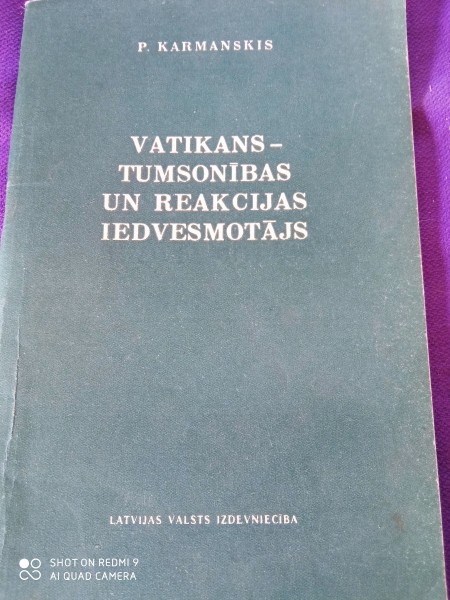 P. KARMANSKIS
VATIKANS –
TUMSONĪBAS
UN REAKCIJAS
IEDVESMOTĀJS
LATVIJAS VALSTS IZDEVNIECĪBA
SHOT ON REDMI 9
AI QUAD CAMERA